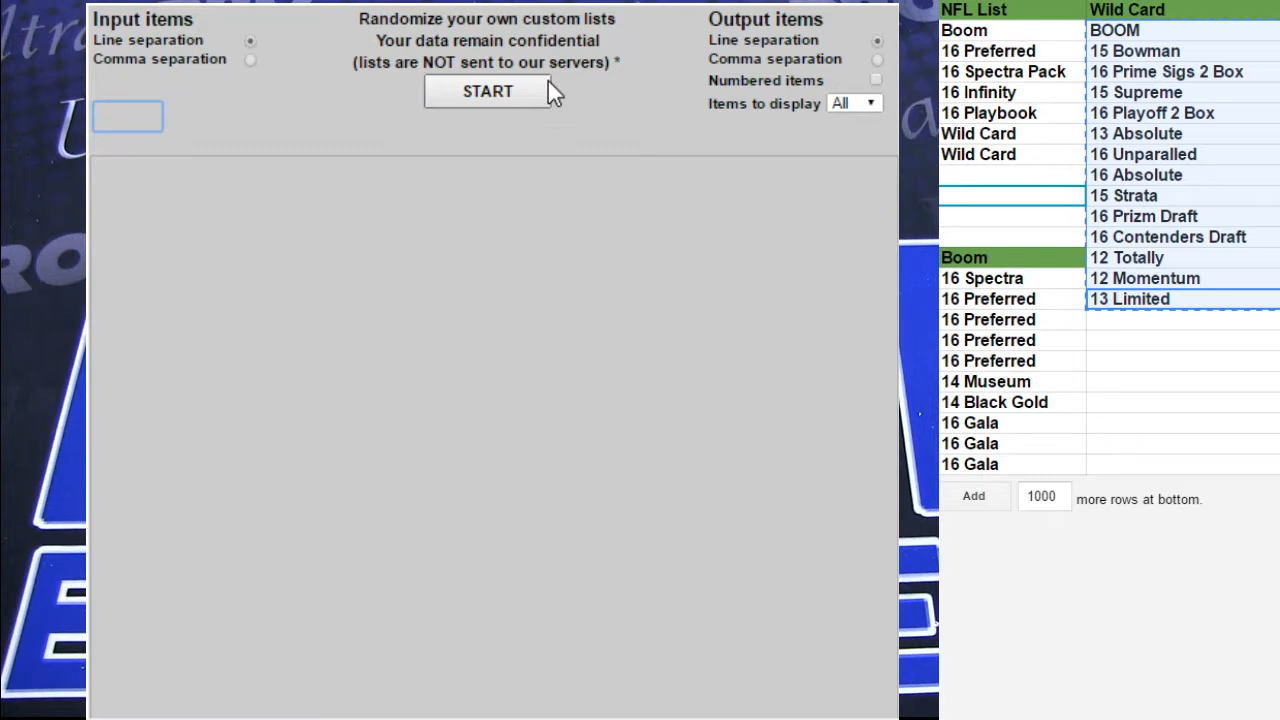 Input items
Line separation
Comma separation
Randomize your own custom lists
Your data remain confidential
(lists are NOT sent to our servers) *
START
Output items
Line separation
Comma separation
Numbered items
Items to display All
NFL List
Boom
16 Preferred
16 Spectra Pack
16 Infinity
16 Playbook
Wild Card
Wild Card
Boom
16 Spectra
16 Preferred
16 Preferred
16 Preferred
16 Preferred
14 Museum
14 Black Gold
16 Gala
16 Gala
16 Gala
Wild Card
BOOM
15 Bowman
16 Prime Sigs 2 Box
15 Supreme
16 Playoff 2 Box
13 Absolute
16 Unparalled
16 Absolute
15 Strata
16 Prizm Draft
16 Contenders Draft
12 Totally
12 Momentum
13 Limited
Add 1000 more rows at bottom.